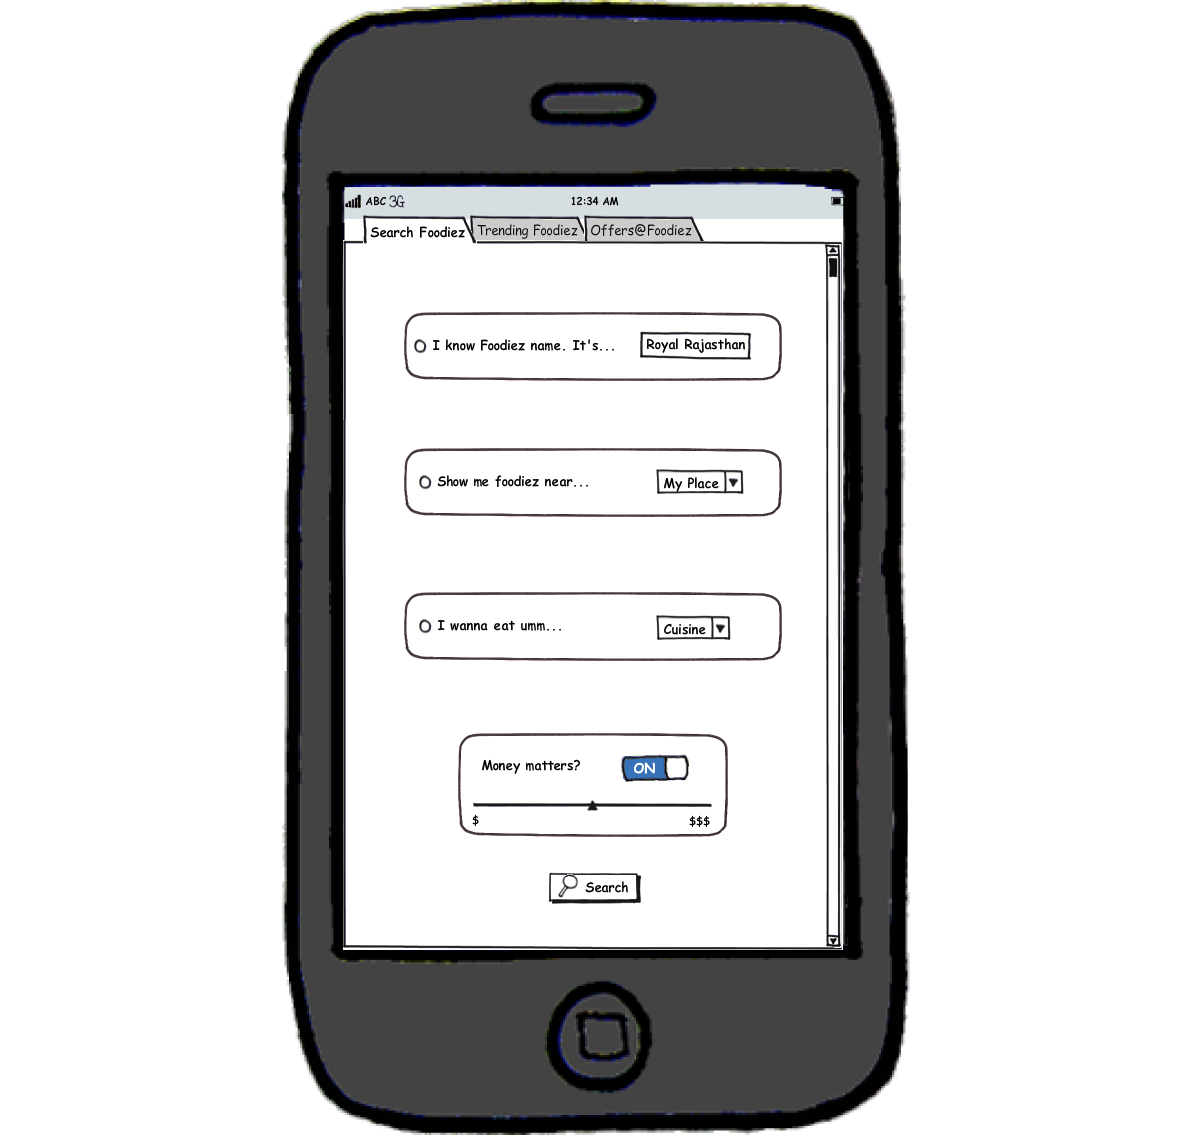 ABC 3G 12:34 AM
Search Foodiez Trending Foodiez Offers@Foodiez
I know Foodiez name. It's... Royal Rajasthan
Show me foodiez near... My Place
I wanna eat umm... Cuisine
Money matters? ON
$ $$$
Search